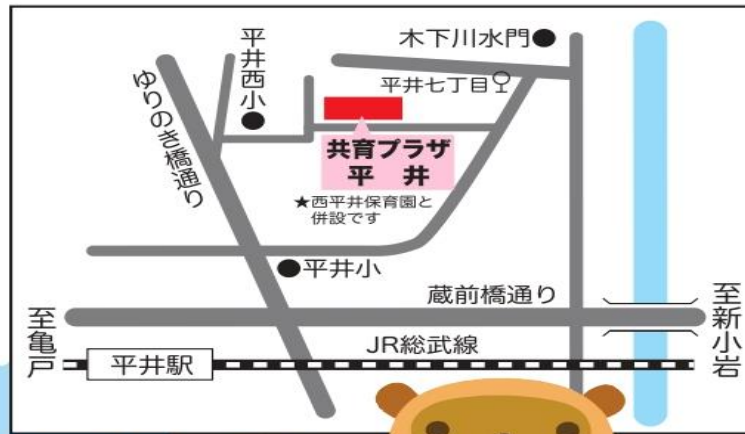 木下川水門
平井西小
平井七丁目
ゆりのき橋通り
共育プラザ
平井
★西平井保育園と
併設です
平井小
蔵前橋通り
至亀戸
至新小岩
JR総武線
平井駅